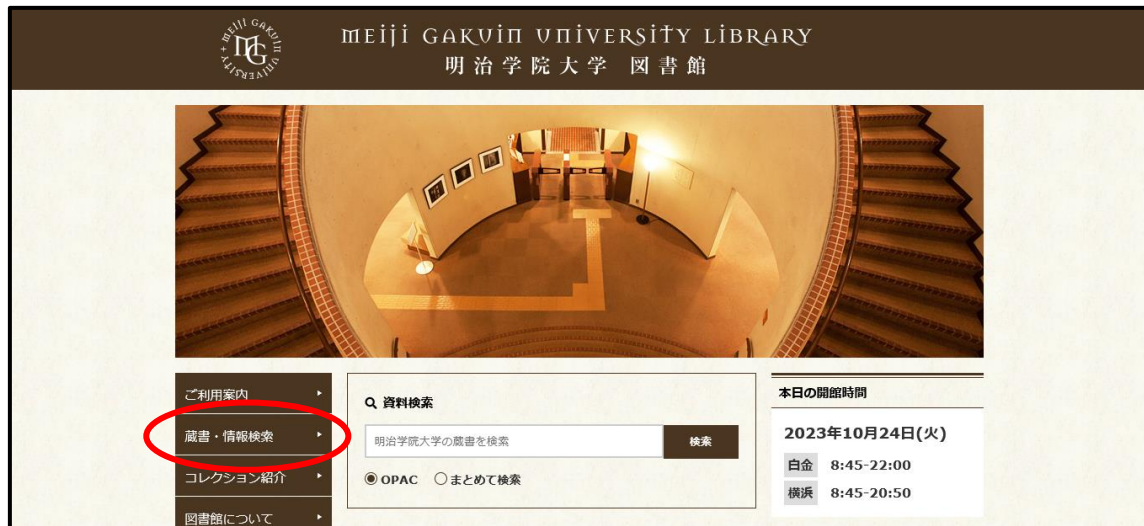 MEIJI GAKUIN UNIVERSITY
MG
MEIJI GAKUIN UNIVERSITY LIBRARY
明治学院大学 図書館
ご利用案内
蔵書・情報検索
コレクション紹介
図書館について
資料検索
明治学院大学の蔵書を検索
検索
OPAC まとめて検索
本日の開館時間
2023年10月24日(火)
白金 8:45-22:00
横浜 8:45-20:50